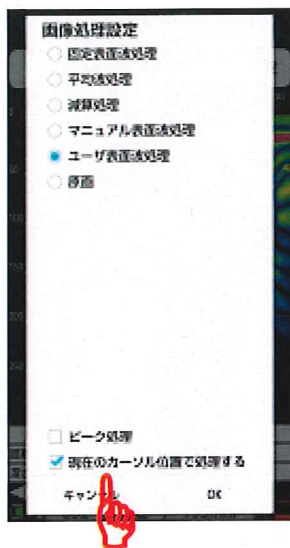 画像処理設定
固定表面波処理
平均波処理
減算処理
マニュアル表面波処理
ユーザ表面波処理
原画
ピーク処理
現在のカーソル位置で処理する
キャンセル
OK